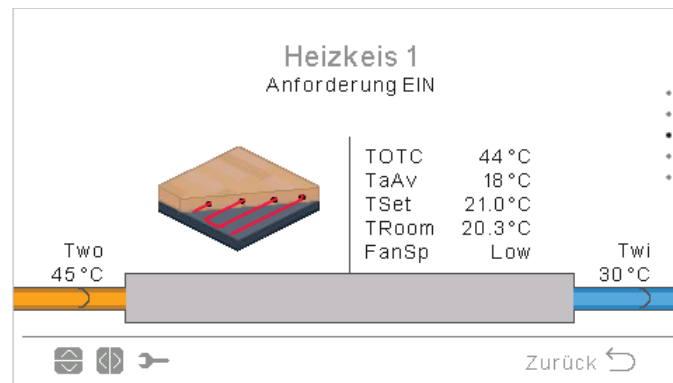 Heizkeis 1
Anforderung EIN
TOTC 44°C
TaAv 18°C
TSet 21.0°C
TRoom 20.3°C
FanSp Low
Two
45°C
Twi
30°C
Zurück